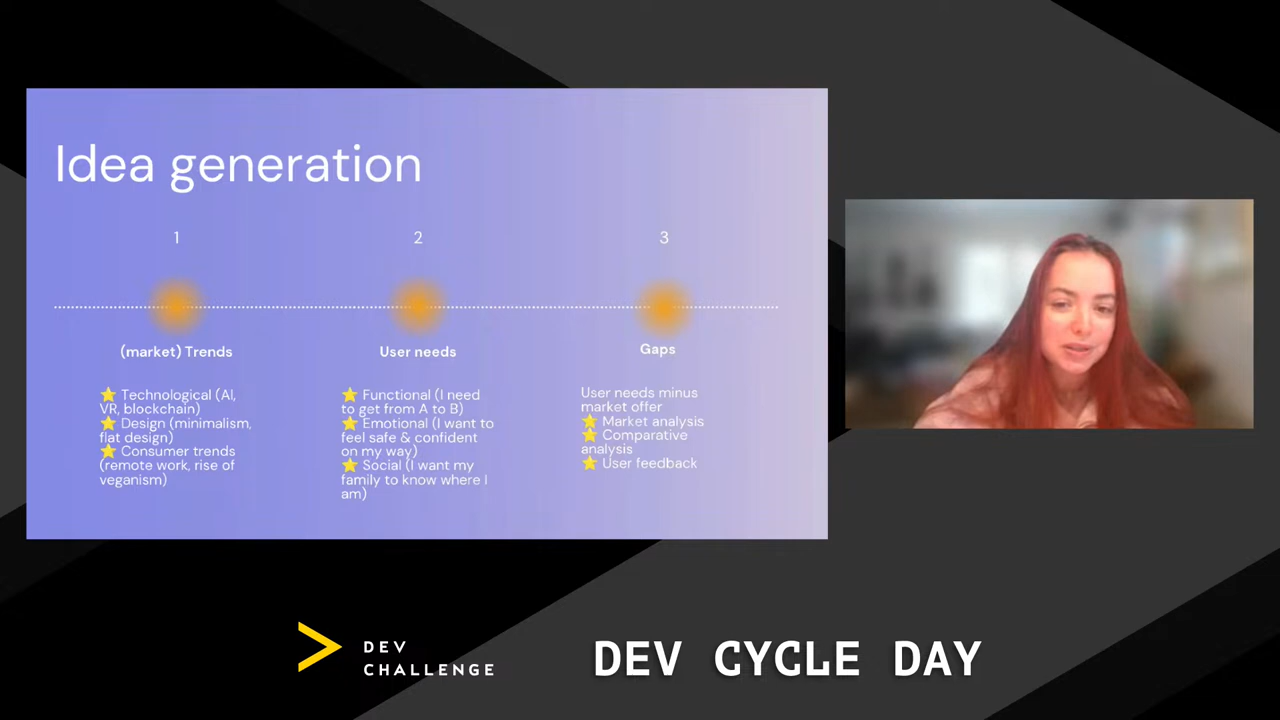 Idea generation
1
2
3
(market) Trends
User needs
Gaps
⭐ Technological (AI,
VR, blockchain)
⭐ Design (minimalism,
flat design)
⭐ Consumer trends
(remote work, rise of
veganism)
⭐ Functional (I need
to get from A to B)
⭐ Emotional (I want to
feel safe & confident
on my way)
⭐ Social (I want my
family to know where I
am)
User needs minus
market offer
⭐ Market analysis
⭐ Comparative
analysis
⭐ User feedback
DEV
CHALLENGE
DEV CYCLE DAY